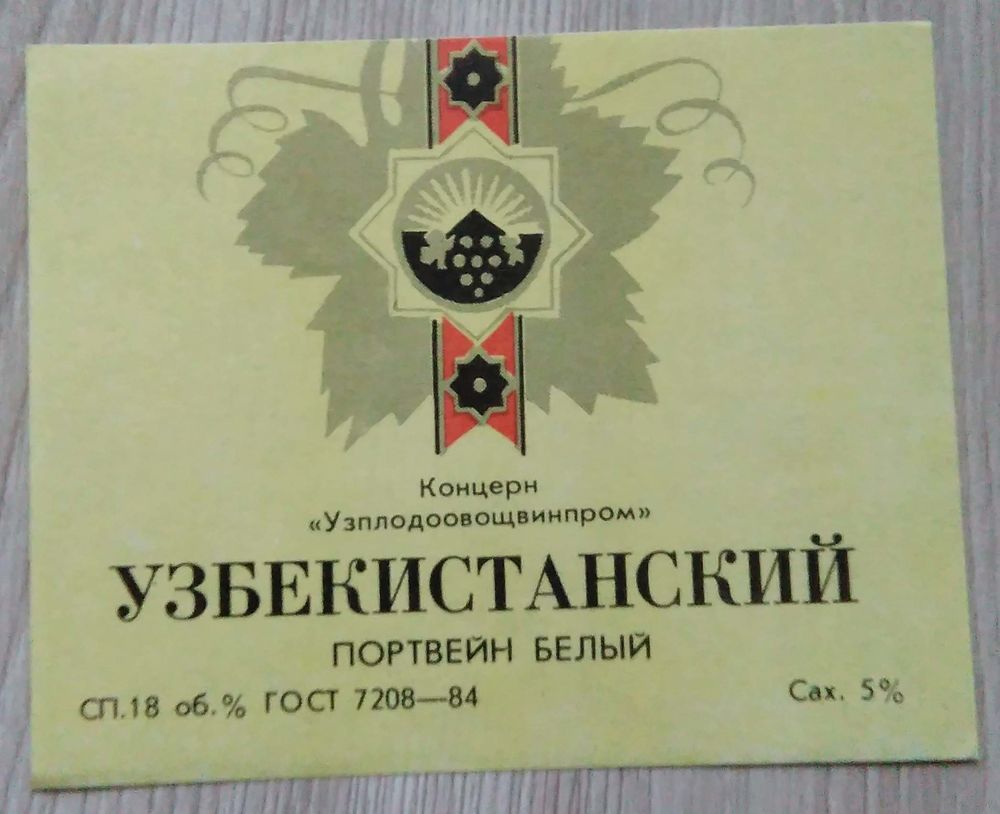 Концерн
«Узплодоовощвинпром»
УЗБЕКИСТАНСКИЙ
ПОРТВЕЙН БЕЛЫЙ
СП.18 об.% ГОСТ 7208—84 Сах. 5%